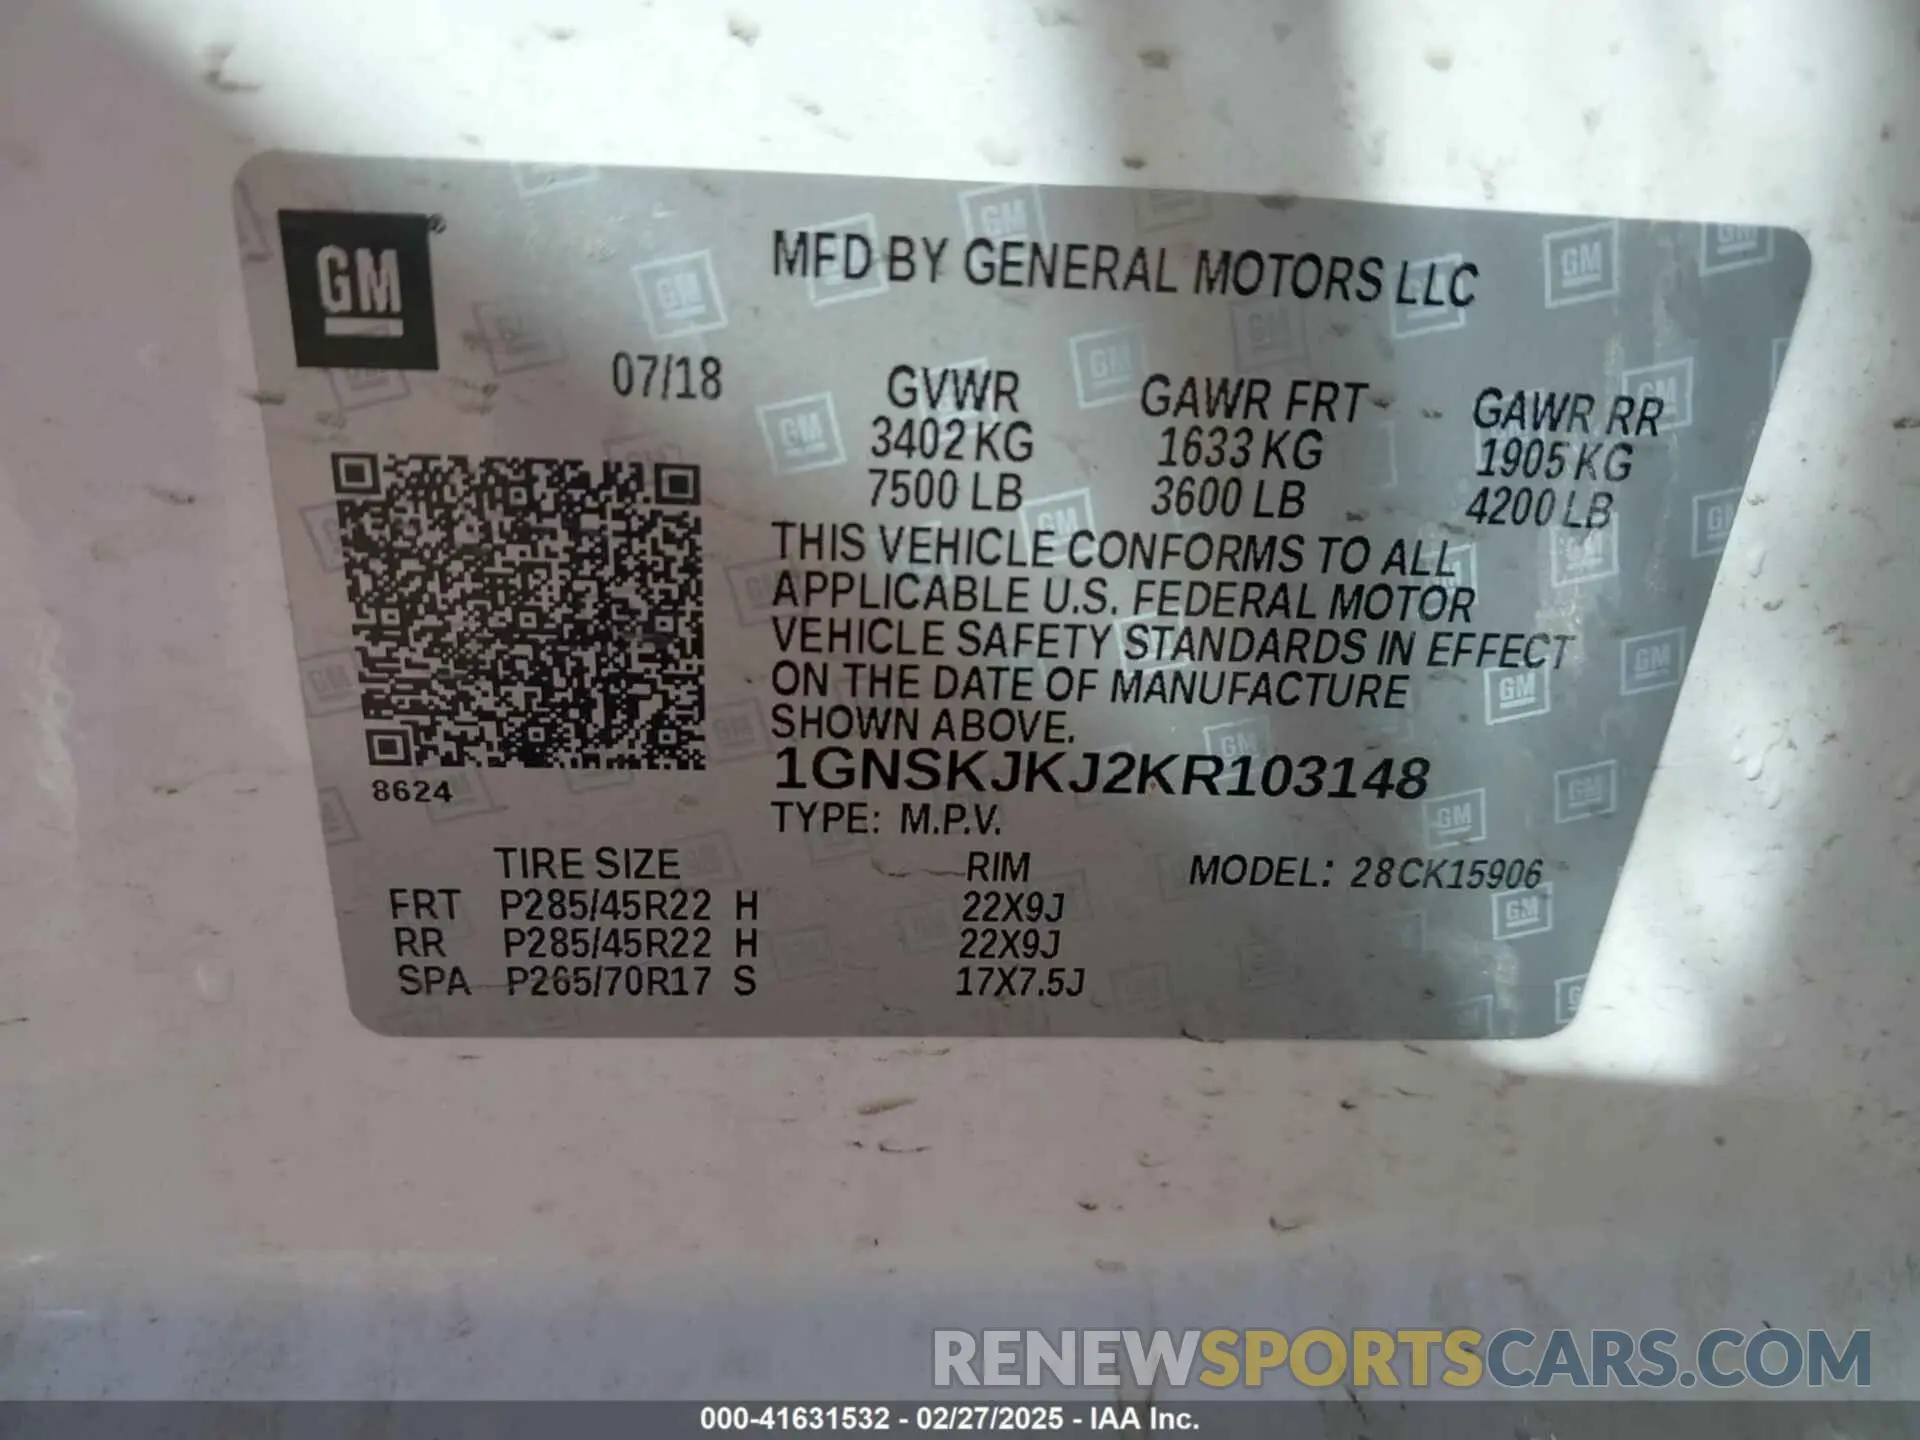 GM®
MFD BY GENERAL MOTORS LLC
07/18
GVWR GAWR FRT GAWR RR
3402 KG 1633 KG 1905 KG
7500 LB 3600 LB 4200 LB
THIS VEHICLE CONFORMS TO ALL
APPLICABLE U.S. FEDERAL MOTOR
VEHICLE SAFETY STANDARDS IN EFFECT
ON THE DATE OF MANUFACTURE
SHOWN ABOVE.
1GNSKJKJ2KR103148
8624
TYPE: M.P.V.
TIRE SIZE RIM MODEL: 28CK15906
FRT P285/45R22 H 22X9J
RR P285/45R22 H 22X9J
SPA P265/70R17 S 17X7.5J
RENEWSPORTSCARS.COM
000-41631532 - 02/27/2025 - IAA Inc.